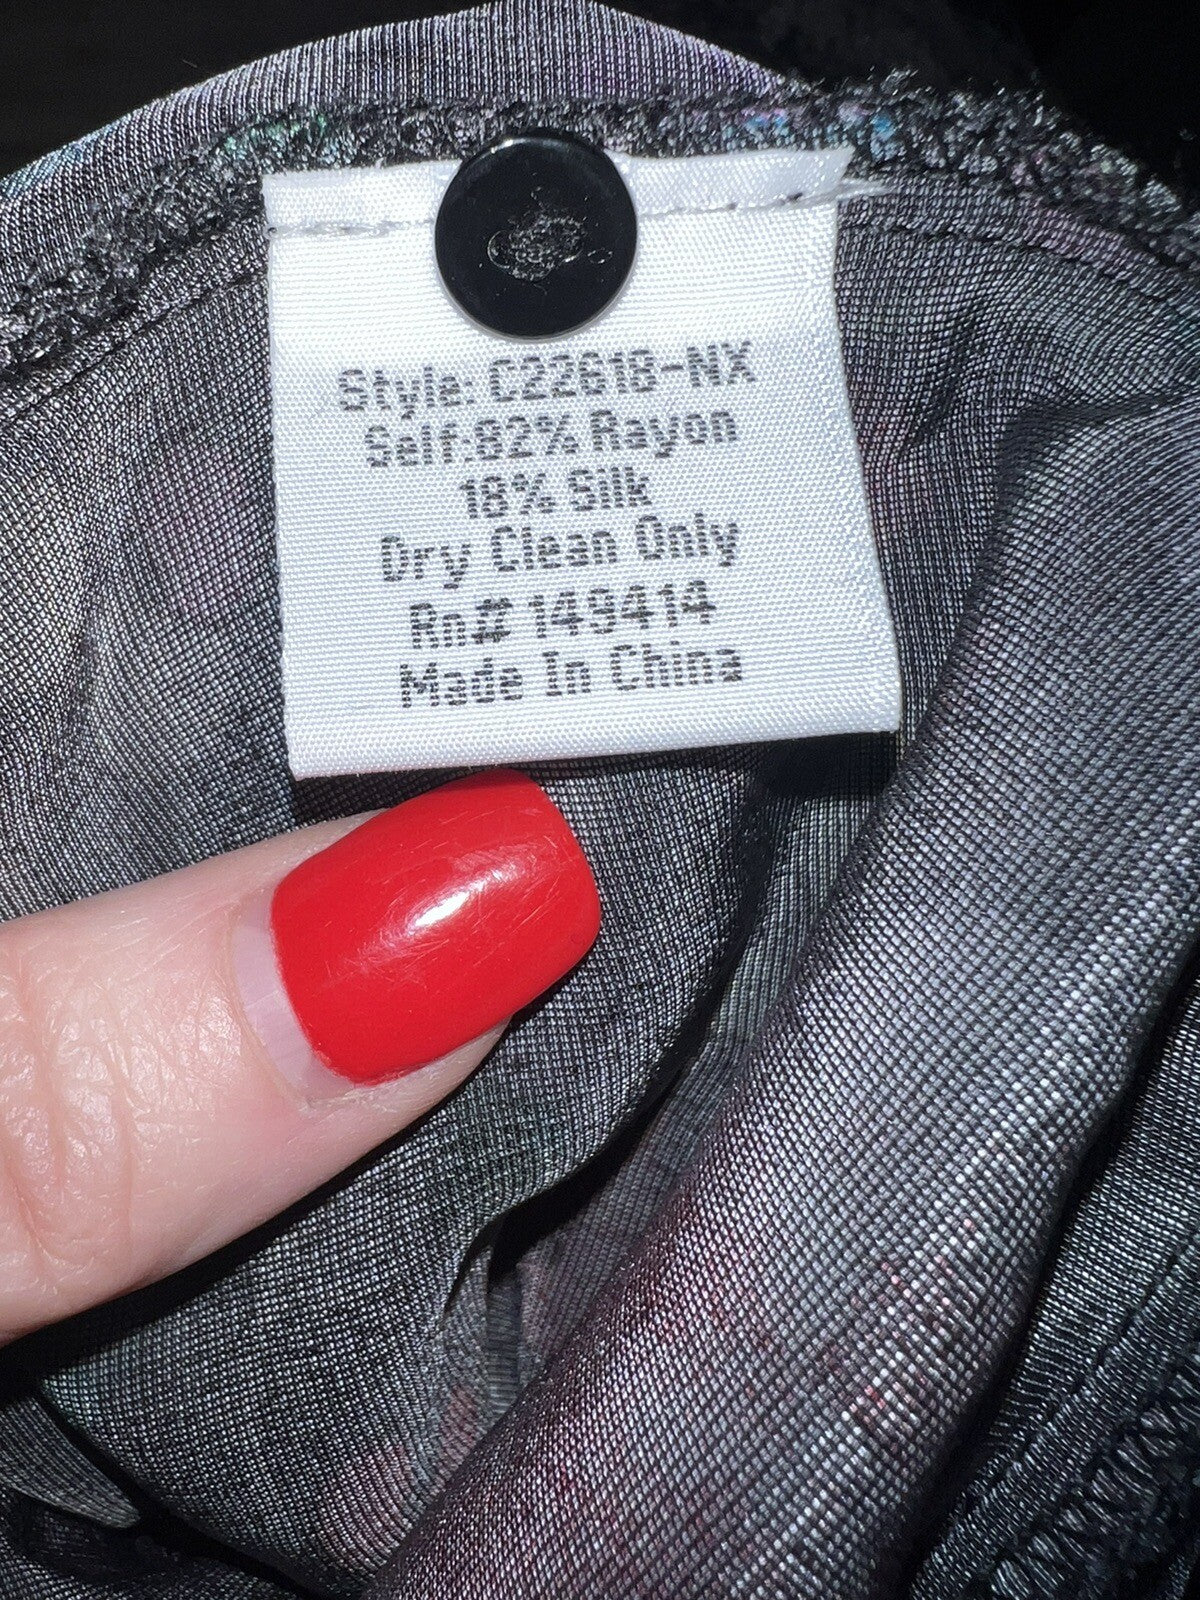 Style: C22618-NX
Self:82% Rayon
18% Silk
Dry Clean Only
Rn# 149414
Made In China